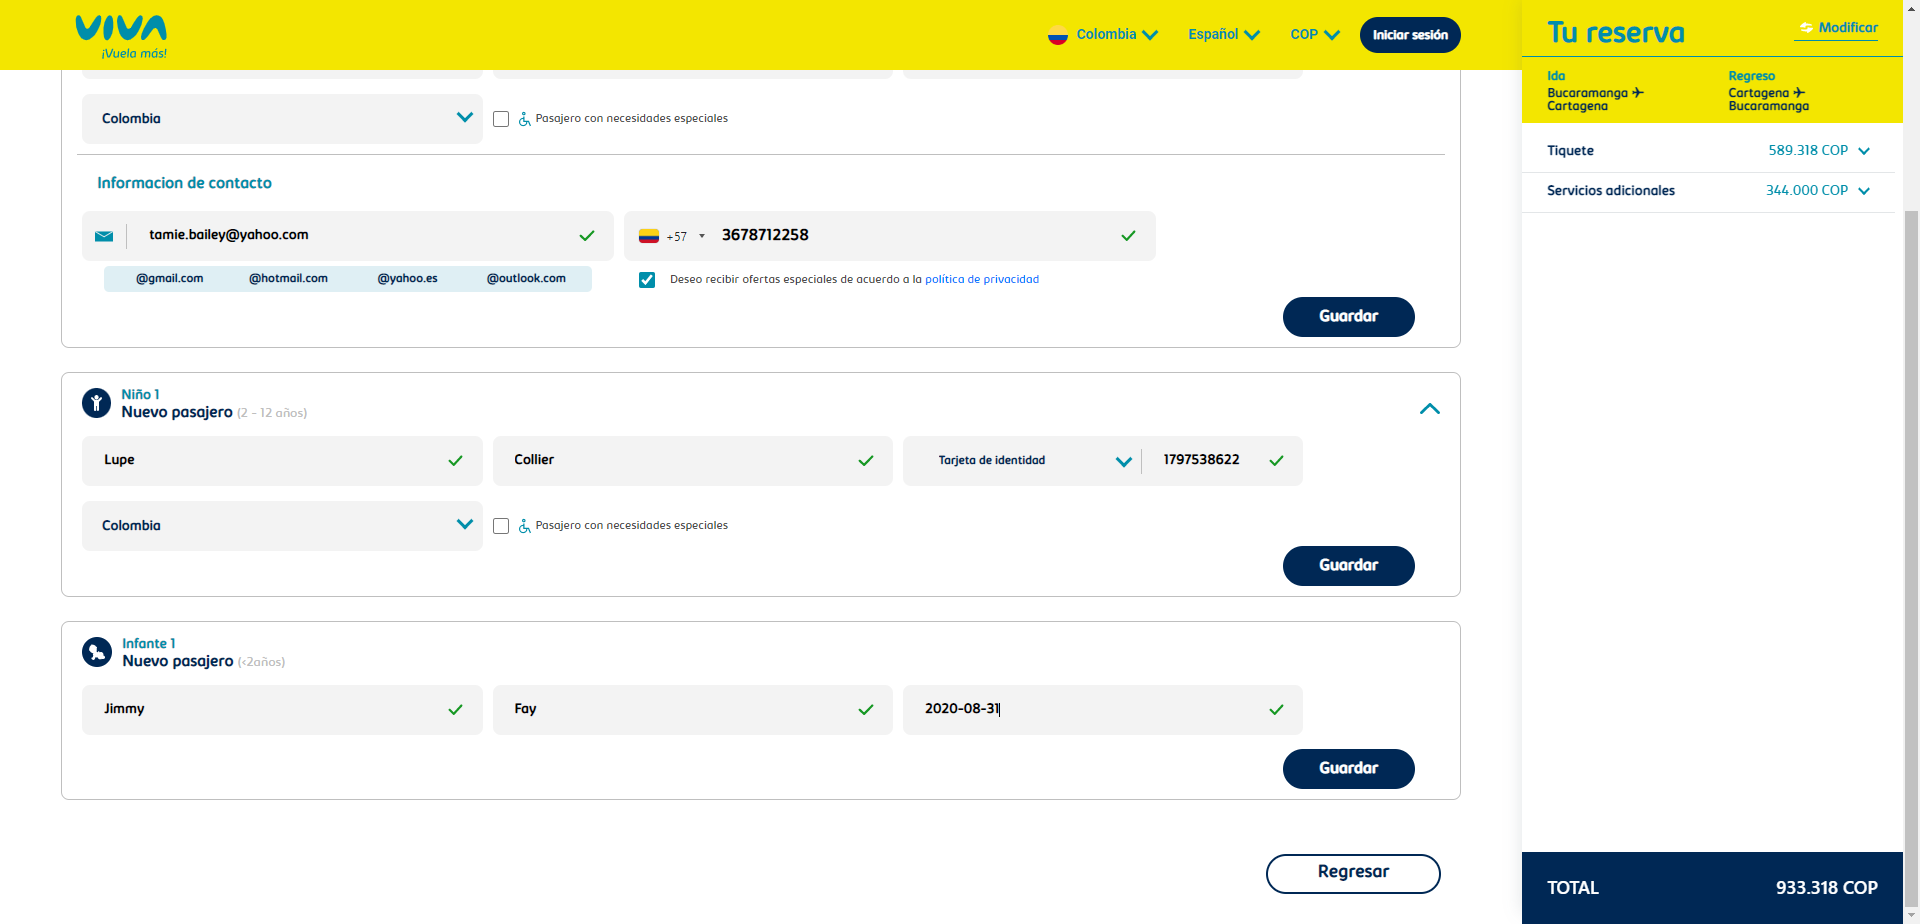 VIVA
¡Vuela más!
Colombia
Español
COP
Iniciar sesión
Colombia
Pasajero con necesidades especiales
Informacion de contacto
tamie.bailey@yahoo.com
+57
3678712258
@gmail.com
@hotmail.com
@yahoo.es
@outlook.com
Deseo recibir ofertas especiales de acuerdo a la política de privacidad
Guardar
Niño 1
Nuevo pasajero (2 - 12 años)
Lupe
Collier
Tarjeta de identidad
1797538622
Colombia
Pasajero con necesidades especiales
Guardar
Infante 1
Nuevo pasajero (<2años)
Jimmy
Fay
2020-08-31
Guardar
Regresar
Tu reserva
Modificar
Ida
Bucaramanga
Cartagena
Regreso
Cartagena
Bucaramanga
Tiquete
589.318 COP
Servicios adicionales
344.000 COP
TOTAL
933.318 COP